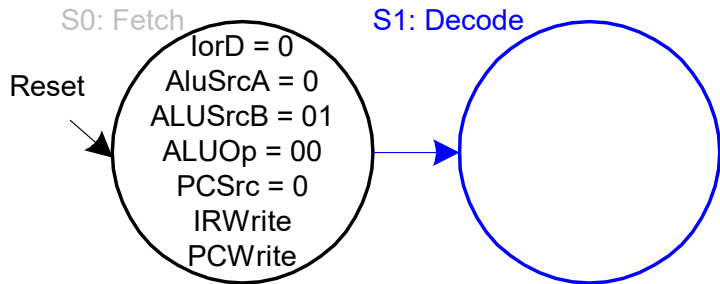 S0: Fetch
S1: Decode
Reset
IorD = 0
AluSrcA = 0
ALUSrcB = 01
ALUOp = 00
PCSrc = 0
IRWrite
PCWrite